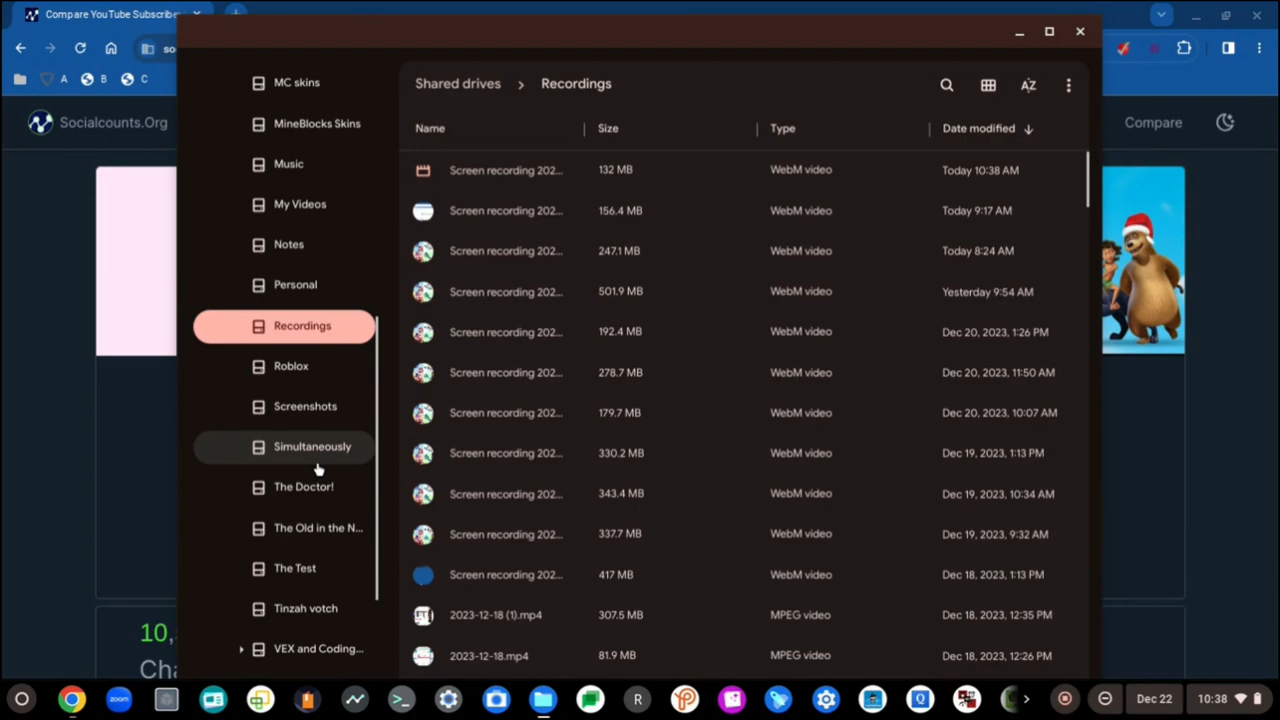 Compare YouTube Subscribe
so
A B C
Socialcounts.Org
Compare
MC skins
MineBlocks Skins
Music
My Videos
Notes
Personal
Recordings
Roblox
Screenshots
Simultaneously
The Doctor!
The Old in the N...
The Test
Tinzah votch
VEX and Coding...
Shared drives > Recordings
Name Size Type Date modified
Screen recording 202... 132 MB WebM video Today 10:38 AM
Screen recording 202... 156.4 MB WebM video Today 9:17 AM
Screen recording 202... 247.1 MB WebM video Today 8:24 AM
Screen recording 202... 501.9 MB WebM video Yesterday 9:54 AM
Screen recording 202... 192.4 MB WebM video Dec 20, 2023, 1:26 PM
Screen recording 202... 278.7 MB WebM video Dec 20, 2023, 11:50 AM
Screen recording 202... 179.7 MB WebM video Dec 20, 2023, 10:07 AM
Screen recording 202... 330.2 MB WebM video Dec 19, 2023, 1:13 PM
Screen recording 202... 343.4 MB WebM video Dec 19, 2023, 10:34 AM
Screen recording 202... 337.7 MB WebM video Dec 19, 2023, 9:32 AM
Screen recording 202... 417 MB WebM video Dec 18, 2023, 1:13 PM
2023-12-18 (1).mp4 307.5 MB MPEG video Dec 18, 2023, 12:35 PM
2023-12-18.mp4 81.9 MB MPEG video Dec 18, 2023, 12:26 PM
10,
Cha
zoom
R
Q
Dec 22 10:38